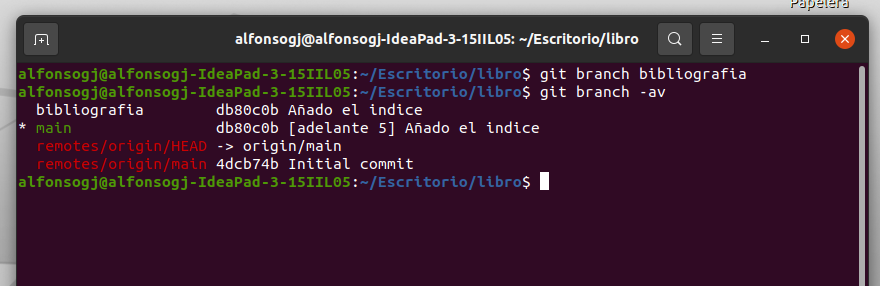 Papelera
alfonsogj@alfonsogj-IdeaPad-3-15IIL05: ~/Escritorio/libro
alfonsogj@alfonsogj-IdeaPad-3-15IIL05:~/Escritorio/libro$ git branch bibliografia
alfonsogj@alfonsogj-IdeaPad-3-15IIL05:~/Escritorio/libro$ git branch -av
  bibliografia        db80c0b Añado el indice
* main                db80c0b [adelante 5] Añado el indice
  remotes/origin/HEAD -> origin/main
  remotes/origin/main 4dcb74b Initial commit
alfonsogj@alfonsogj-IdeaPad-3-15IIL05:~/Escritorio/libro$